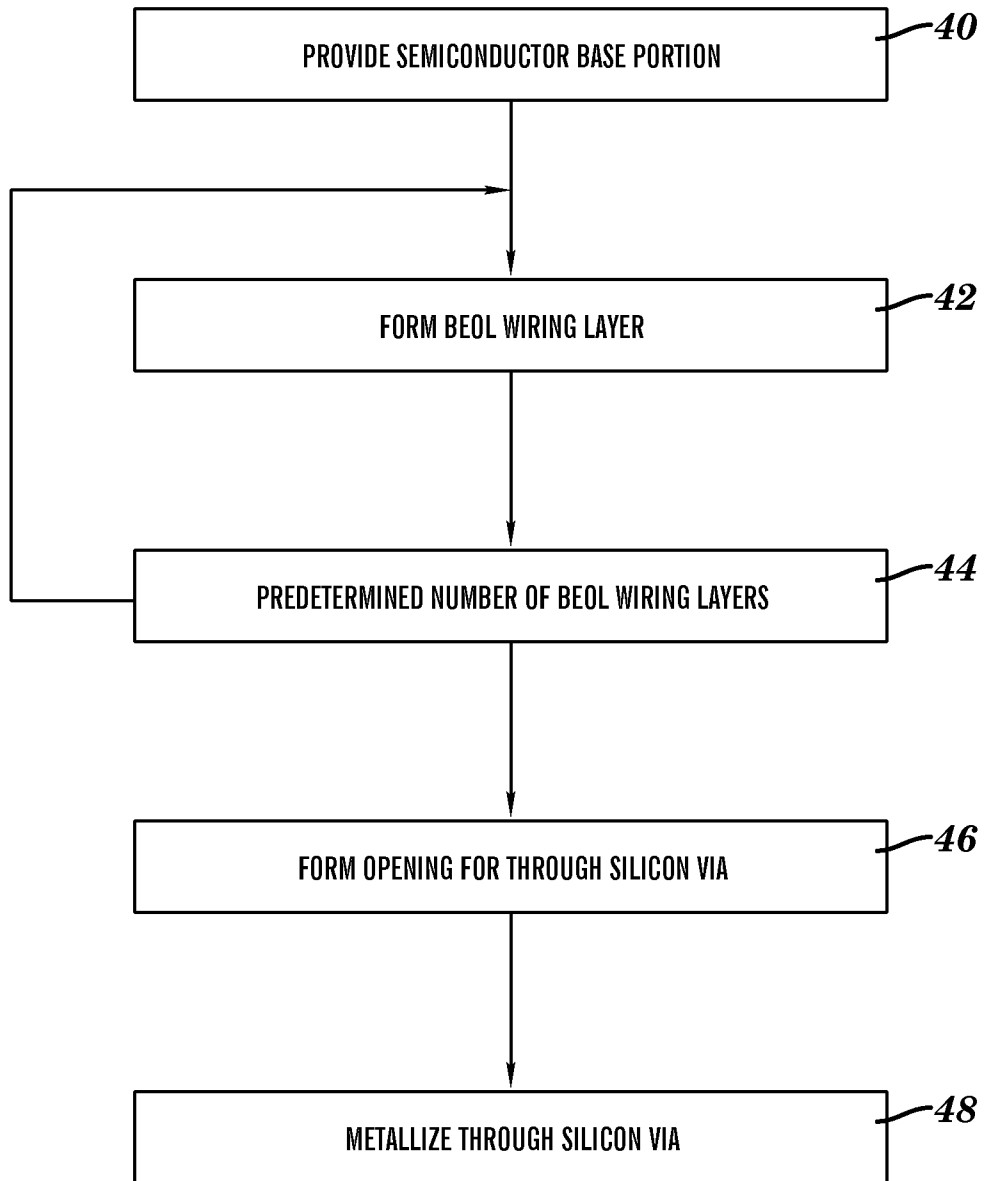 40
PROVIDE SEMICONDUCTOR BASE PORTION
42
FORM BEOL WIRING LAYER
44
PREDETERMINED NUMBER OF BEOL WIRING LAYERS
46
FORM OPENING FOR THROUGH SILICON VIA
48
METALLIZE THROUGH SILICON VIA